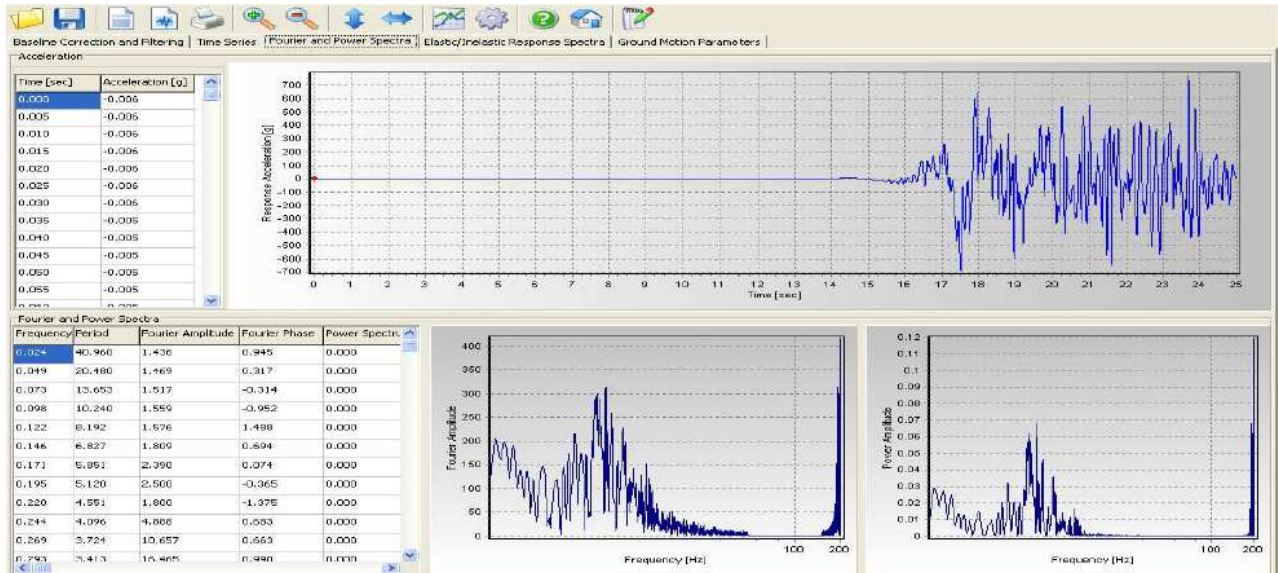 Baseline Correction and Filtering | Time Series | Fourier and Power Spectra | Elastic/Inelastic Response Spectra | Ground Motion Parameters |
Acceleration
Time [sec] Acceleration [g]
0.000 -0.006
0.005 -0.006
0.010 -0.006
0.015 -0.006
0.020 -0.006
0.025 -0.006
0.030 -0.006
0.035 -0.005
0.040 -0.005
0.045 -0.005
0.050 -0.005
0.055 -0.005
Response Acceleration [g]
700
600
500
400
300
200
100
0
-100
-200
-300
-400
-500
-600
-700
0 1 2 3 4 5 6 7 8 9 10 11 12 13 14 15 16 17 18 19 20 21 22 23 24 25
Time [sec]
Fourier and Power Spectra
Frequency Period Fourier Amplitude Fourier Phase Power Spectru
0.024 40.960 1.436 0.945 0.000
0.049 20.480 1.469 0.317 0.000
0.073 13.653 1.517 -0.314 0.000
0.098 10.240 1.559 -0.952 0.000
0.122 8.192 1.576 1.488 0.000
0.146 6.827 1.809 0.694 0.000
0.171 5.851 2.390 0.074 0.000
0.195 5.120 2.500 -0.365 0.000
0.220 4.551 1.800 -1.375 0.000
0.244 4.096 4.888 0.683 0.000
0.269 3.724 10.657 0.663 0.000
0.293 3.413 16.465 0.990 0.000
Fourier Amplitude
400
350
300
250
200
150
100
50
0
100 200
Frequency [Hz]
Power Amplitude
0.12
0.11
0.1
0.09
0.08
0.07
0.06
0.05
0.04
0.03
0.02
0.01
0
100 200
Frequency [Hz]